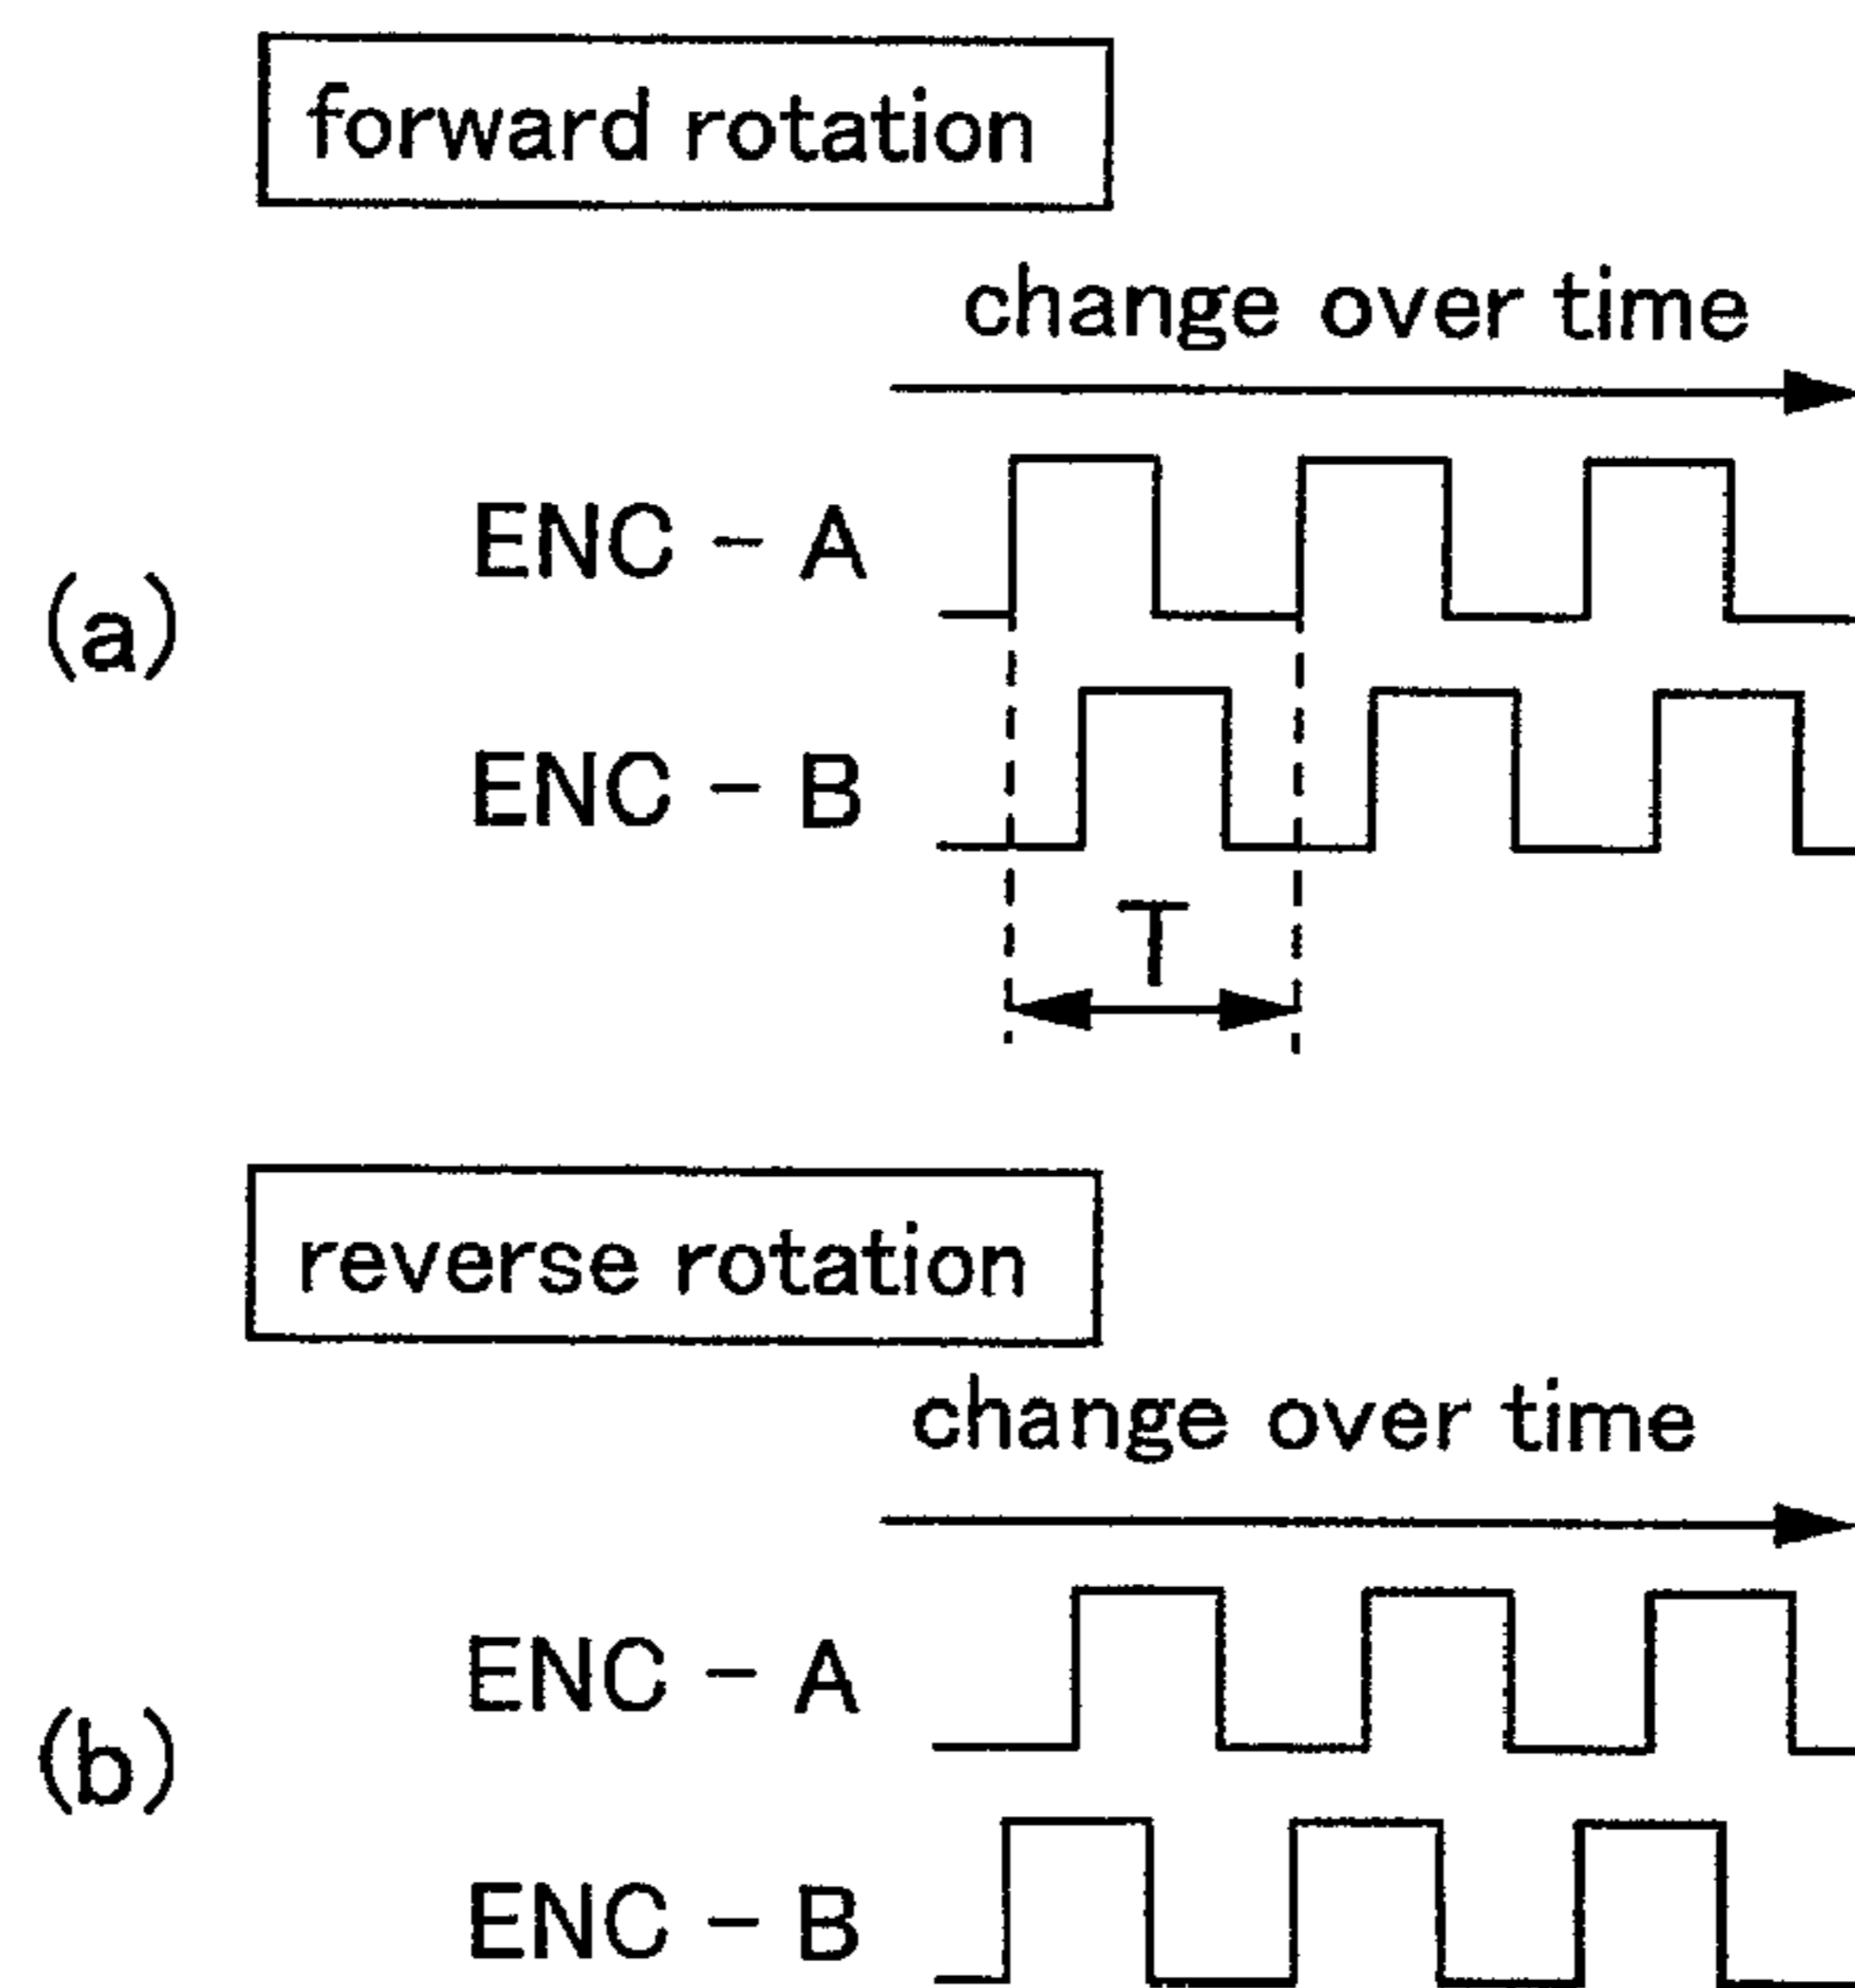 forward rotation
change over time
ENC - A
(a)
ENC - B
T
reverse rotation
change over time
ENC - A
(b)
ENC - B